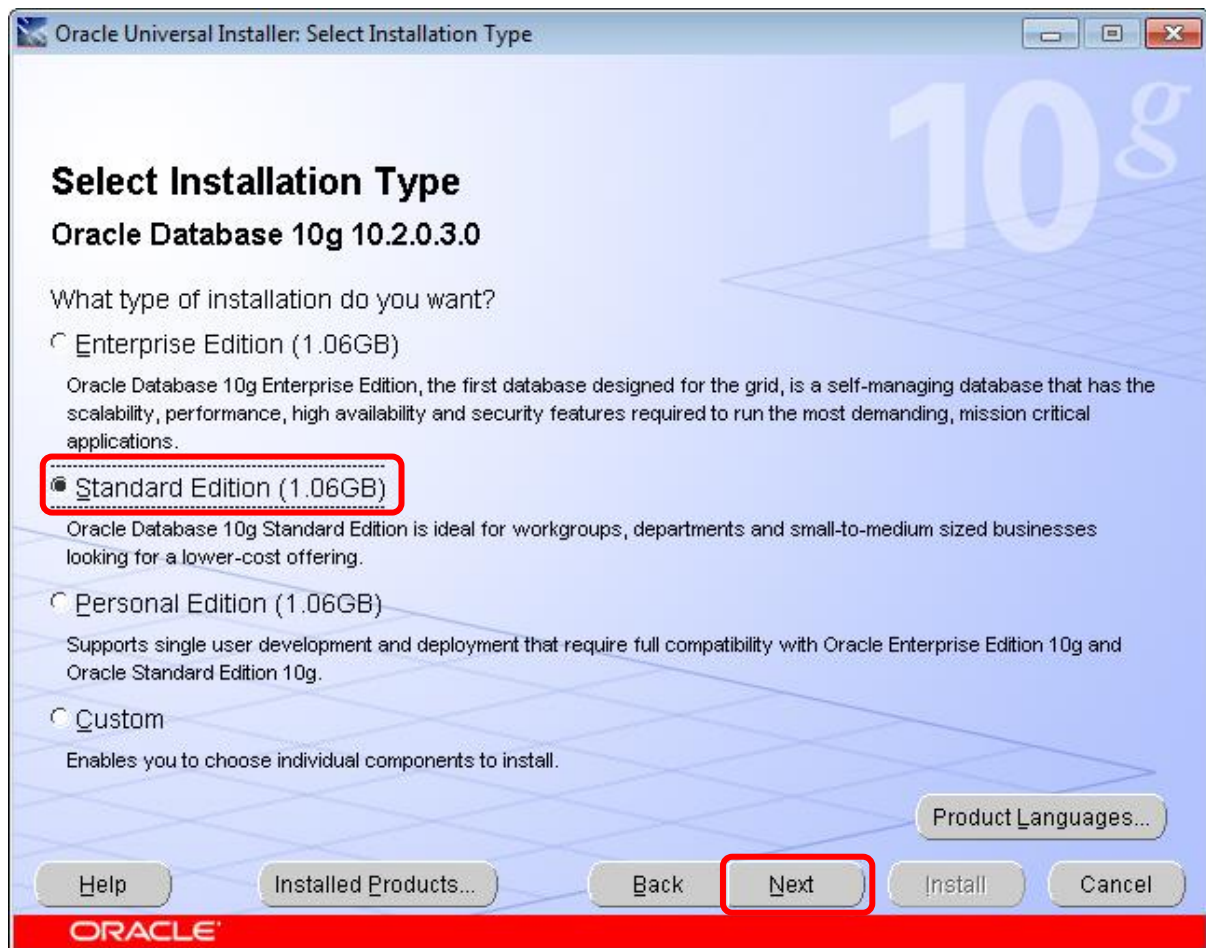 Oracle Universal Installer: Select Installation Type
10g
Select Installation Type
Oracle Database 10g 10.2.0.3.0
What type of installation do you want?
Enterprise Edition (1.06GB)
Oracle Database 10g Enterprise Edition, the first database designed for the grid, is a self-managing database that has the
scalability, performance, high availability and security features required to run the most demanding, mission critical
applications.
Standard Edition (1.06GB)
Oracle Database 10g Standard Edition is ideal for workgroups, departments and small-to-medium sized businesses
looking for a lower-cost offering.
Personal Edition (1.06GB)
Supports single user development and deployment that require full compatibility with Oracle Enterprise Edition 10g and
Oracle Standard Edition 10g.
Custom
Enables you to choose individual components to install.
Product Languages...
Help Installed Products... Back Next Install Cancel
ORACLE